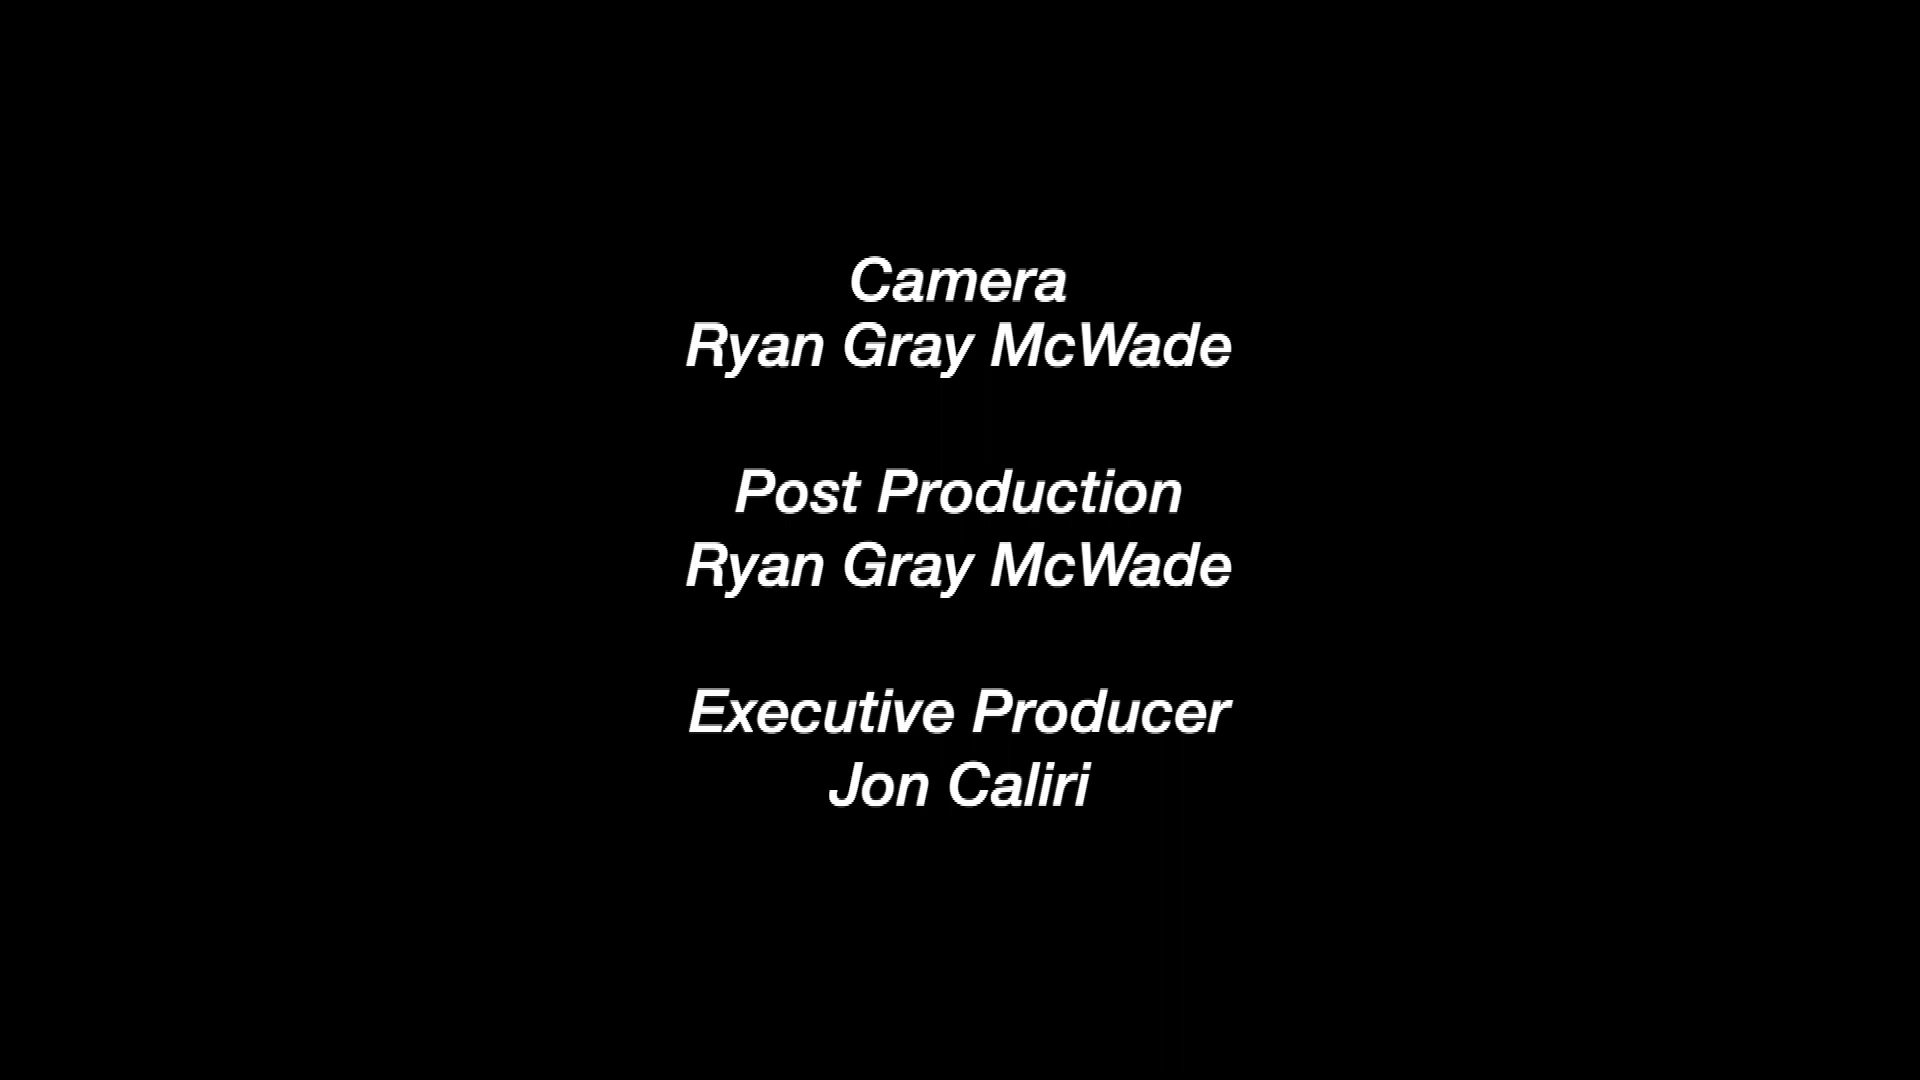 Camera
Ryan Gray McWade
Post Production
Ryan Gray McWade
Executive Producer
Jon Caliri